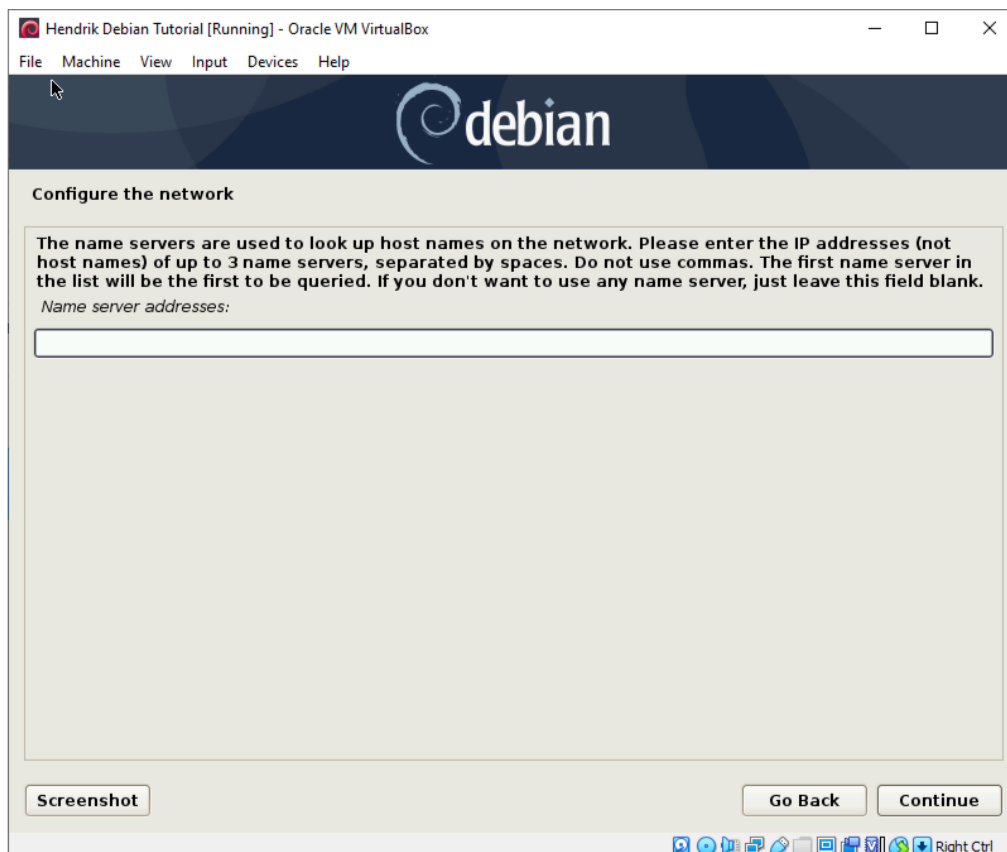 Hendrik Debian Tutorial [Running] - Oracle VM VirtualBox
File Machine View Input Devices Help
debian
Configure the network
The name servers are used to look up host names on the network. Please enter the IP addresses (not
host names) of up to 3 name servers, separated by spaces. Do not use commas. The first name server in
the list will be the first to be queried. If you don't want to use any name server, just leave this field blank.
Name server addresses:
Screenshot Go Back Continue
Right Ctrl